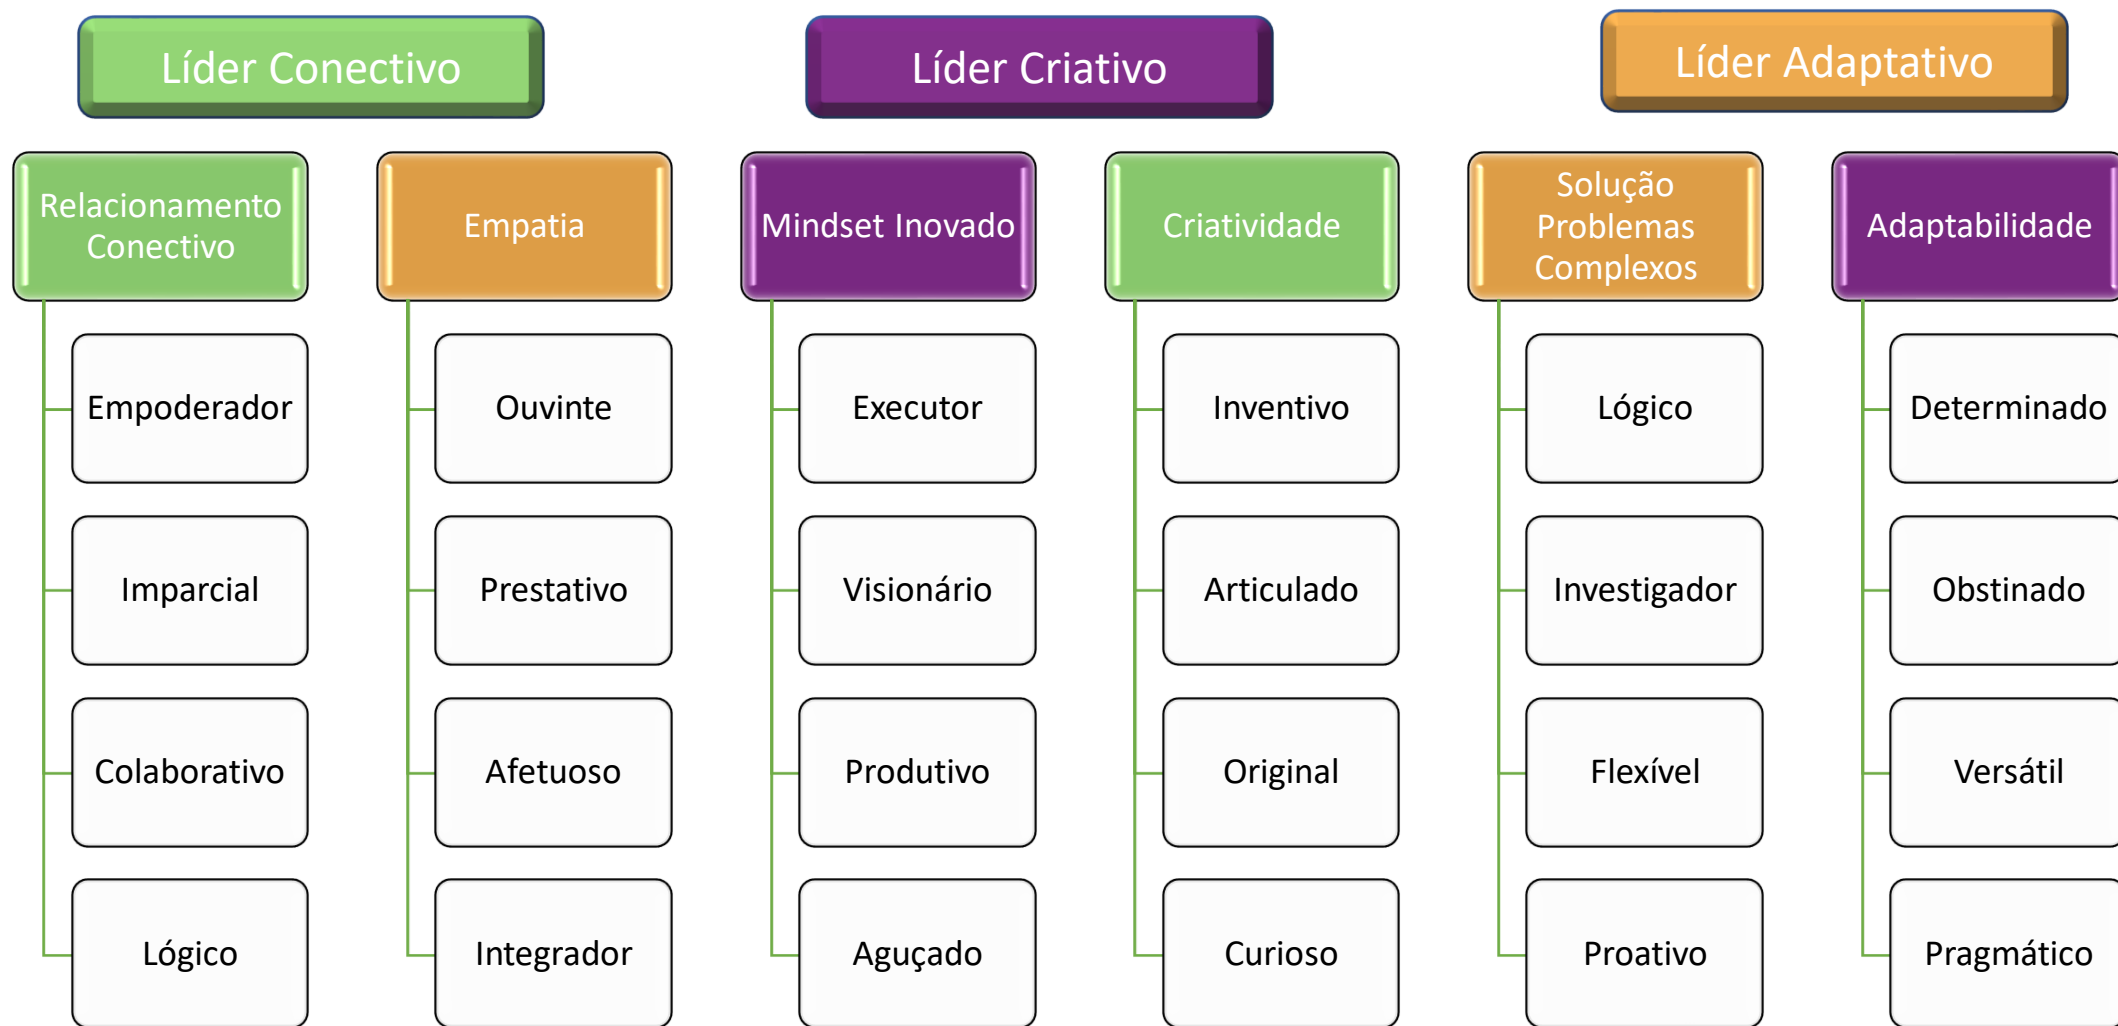 Líder Conectivo
Líder Criativo
Líder Adaptativo
Relacionamento
Conectivo
Empatia
Mindset Inovado
Criatividade
Solução
Problemas
Complexos
Adaptabilidade
Empoderador
Ouvinte
Executor
Inventivo
Lógico
Determinado
Imparcial
Prestativo
Visionário
Articulado
Investigador
Obstinado
Colaborativo
Afetuoso
Produtivo
Original
Flexível
Versátil
Lógico
Integrador
Aguçado
Curioso
Proativo
Pragmático